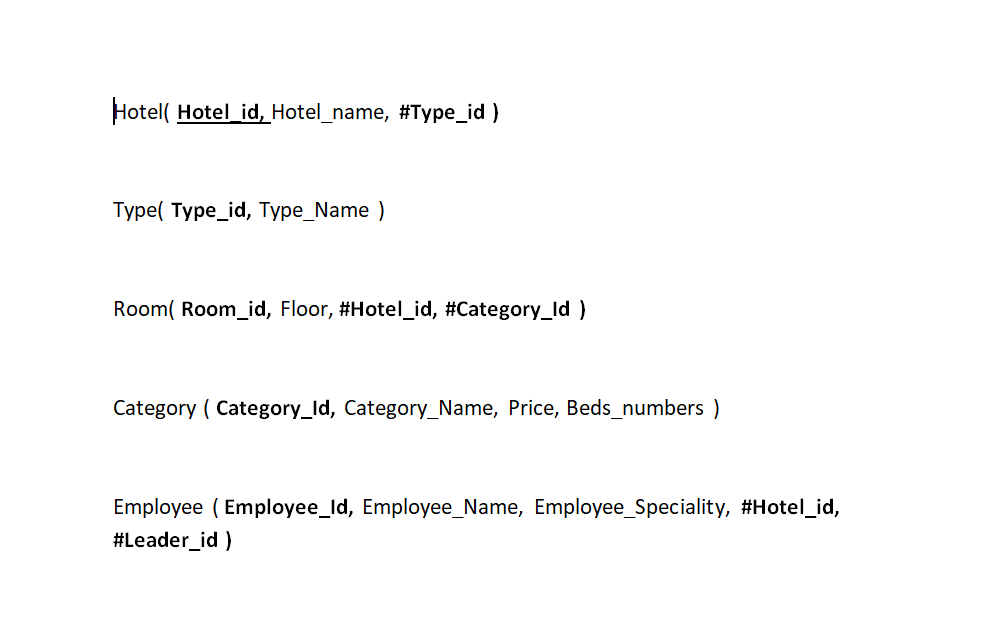 Hotel( Hotel_id, Hotel_name, #Type_id )
Type( Type_id, Type_Name )
Room( Room_id, Floor, #Hotel_id, #Category_Id )
Category ( Category_Id, Category_Name, Price, Beds_numbers )
Employee ( Employee_Id, Employee_Name, Employee_Speciality, #Hotel_id,
#Leader_id )